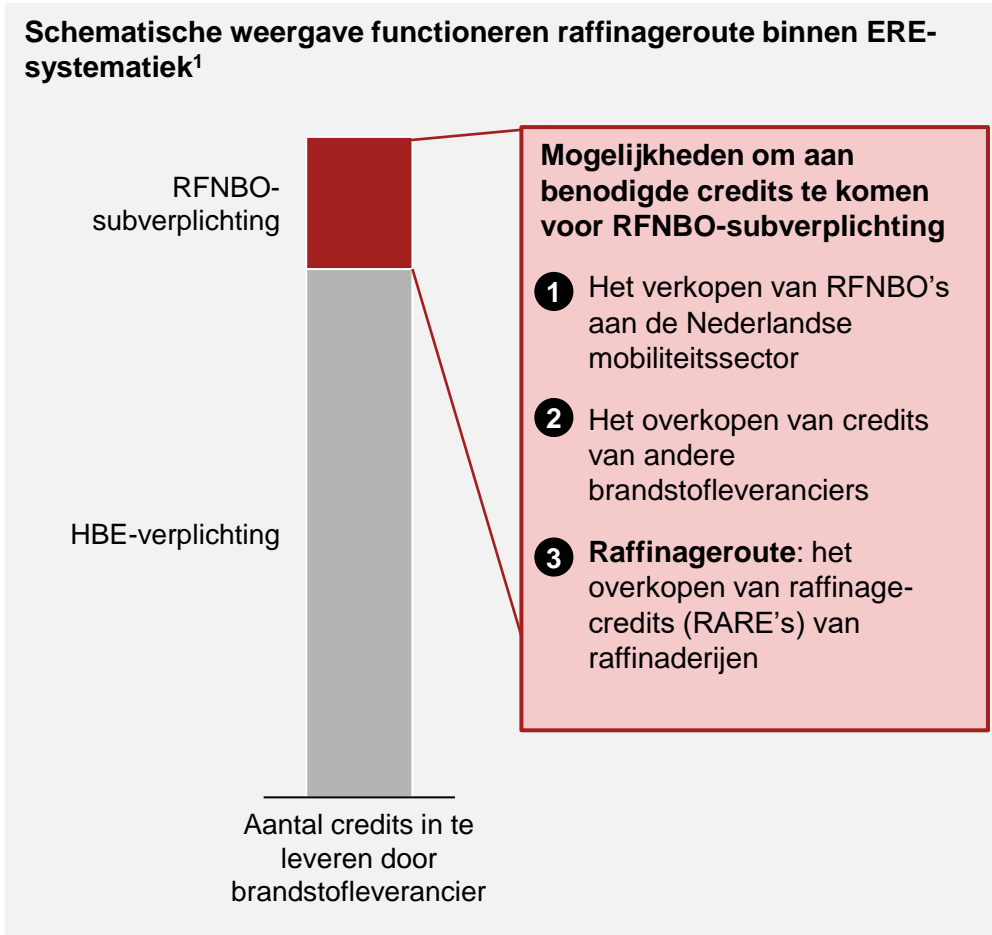 Schematische weergave functioneren raffinageroute binnen ERE-
systematiek¹
RFNBO-
subverplichting
HBE-verplichting
Aantal credits in te
leveren door
brandstofleverancier
Mogelijkheden om aan
benodigde credits te komen
voor RFNBO-subverplichting
1 Het verkopen van RFNBO’s
aan de Nederlandse
mobiliteitssector
2 Het overkopen van credits
van andere
brandstofleveranciers
3 Raffinageroute: het
overkopen van raffinage-
credits (RARE’s) van
raffinaderijen